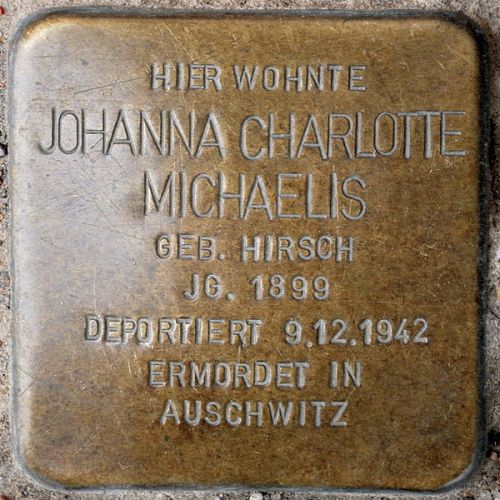 HIER WOHNTE
JOHANNA CHARLOTTE
MICHAELIS
GEB. HIRSCH
JG. 1899
DEPORTIERT 9.12.1942
ERMORDET IN
AUSCHWITZ